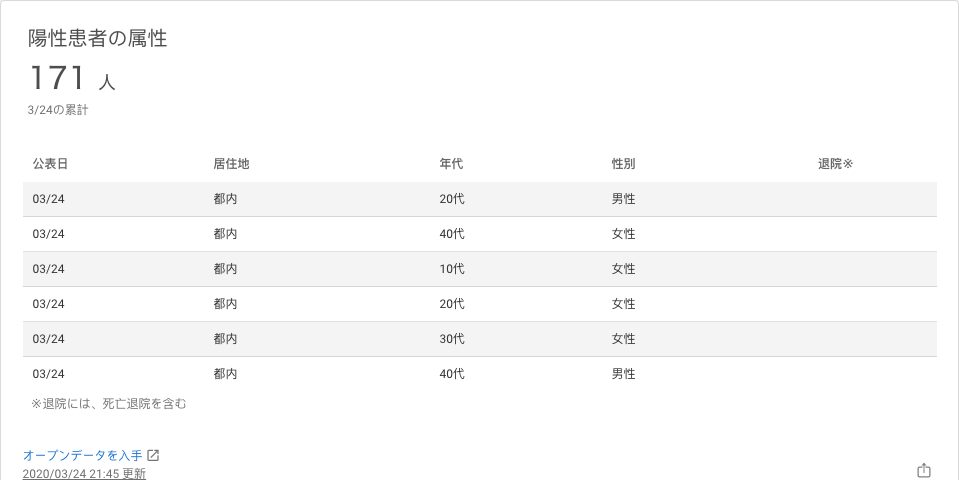 陽性患者の属性
171 人
3/24の累計
公表日 居住地 年代 性別 退院※
03/24 都内 20代 男性
03/24 都内 40代 女性
03/24 都内 10代 女性
03/24 都内 20代 女性
03/24 都内 30代 女性
03/24 都内 40代 男性
※退院には、死亡退院を含む
オープンデータを入手
2020/03/24 21:45 更新